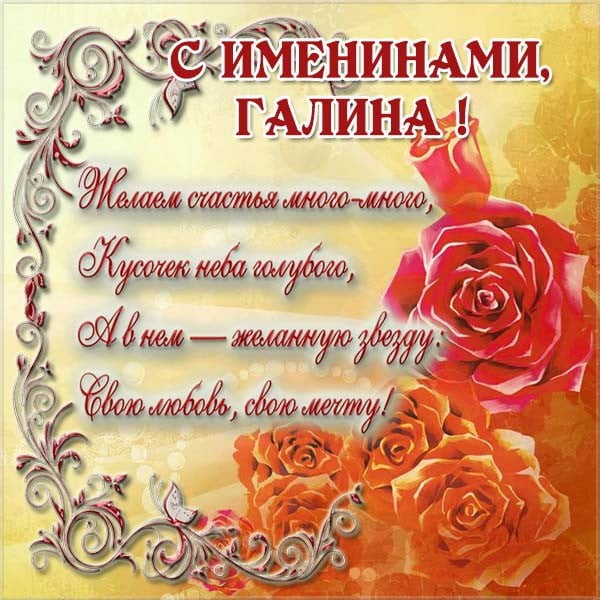 С ИМЕНИНАМИ,
ГАЛИНА !
Желаем счастья много-много,
Кусочек неба голубого,
А в нем — желанную звезду:
Свою любовь, свою мечту!